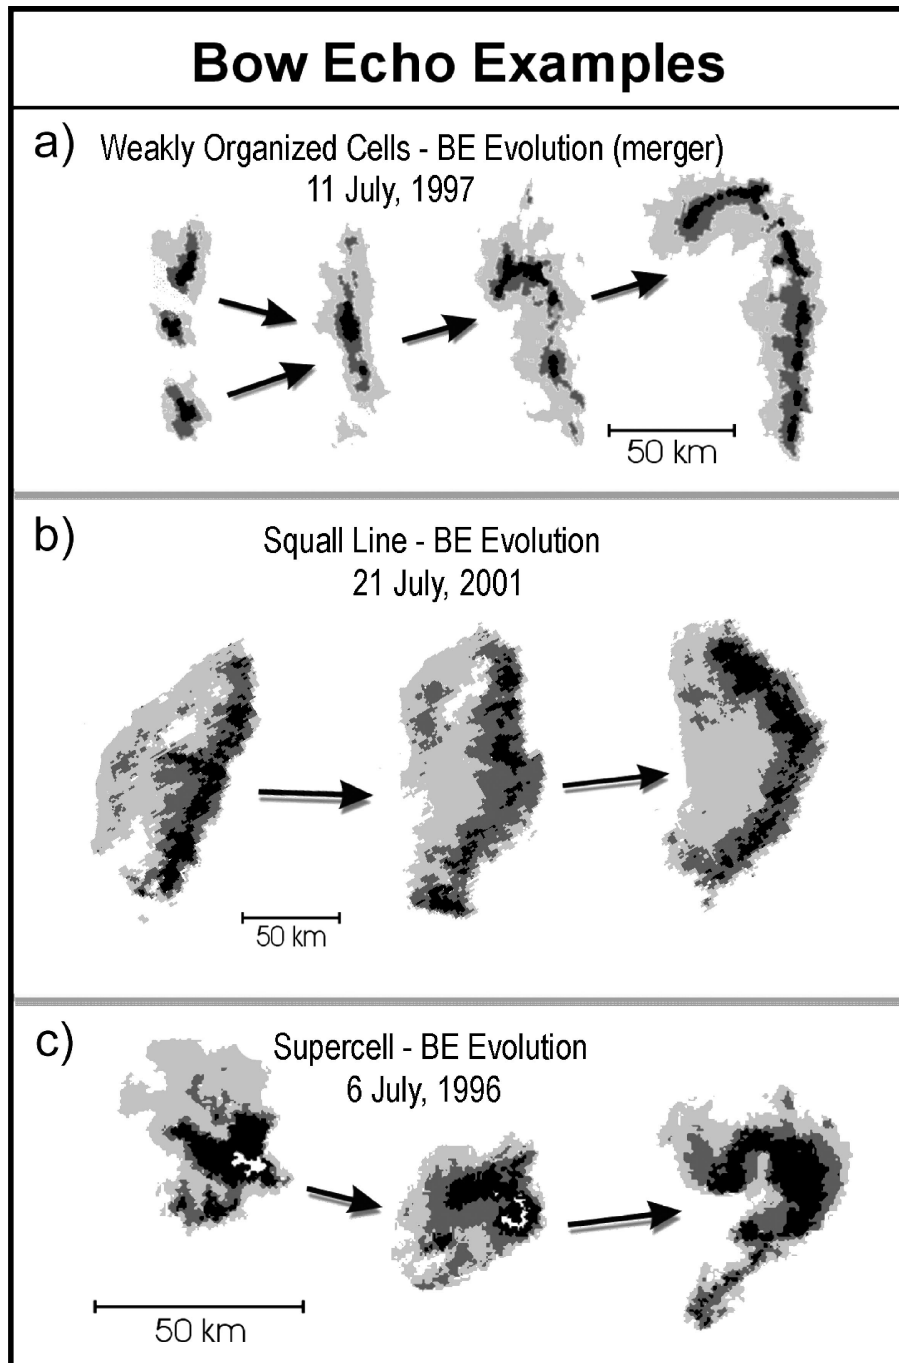 Bow Echo Examples
a) Weakly Organized Cells - BE Evolution (merger)
11 July, 1997
50 km
b)
Squall Line - BE Evolution
21 July, 2001
50 km
c)
Supercell - BE Evolution
6 July, 1996
50 km